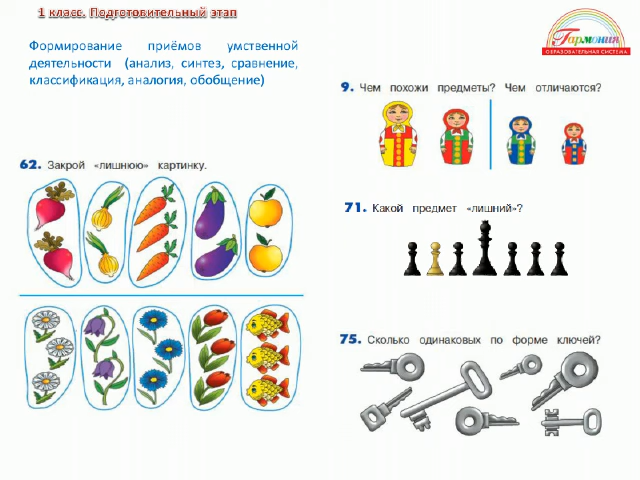 1 класс. Подготовительный этап
Формирование приёмов умственной
деятельности (анализ, синтез, сравнение,
классификация, аналогия, обобщение)
62. Закрой «лишнюю» картинку.
Гармония
ОБРАЗОВАТЕЛЬНАЯ СИСТЕМА
9. Чем похожи предметы? Чем отличаются?
71. Какой предмет «лишний»?
75. Сколько одинаковых по форме ключей?